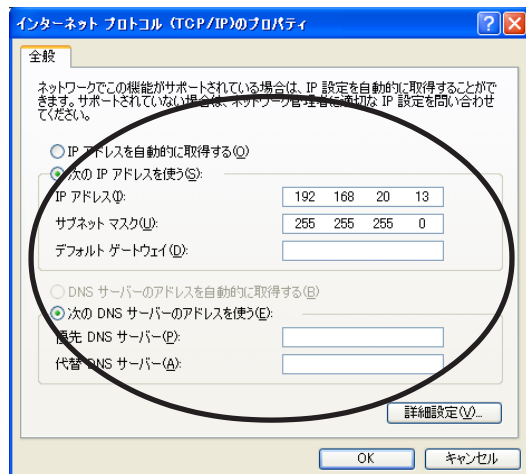 インターネット プロトコル (TCP/IP)のプロパティ
全般
ネットワークでこの機能がサポートされている場合は、IP 設定を自動的に取得することがで
きます。サポートされていない場合は、ネットワーク管理者に適切な IP 設定を問い合わせ
てください。
IP アドレスを自動的に取得する(O)
次の IP アドレスを使う(S):
IP アドレス(I): 192 168 20 13
サブネット マスク(U): 255 255 255 0
デフォルト ゲートウェイ(D):
DNS サーバーのアドレスを自動的に取得する(B)
次の DNS サーバーのアドレスを使う(E):
優先 DNS サーバー(P):
代替 DNS サーバー(A):
詳細設定(V)...
OK キャンセル